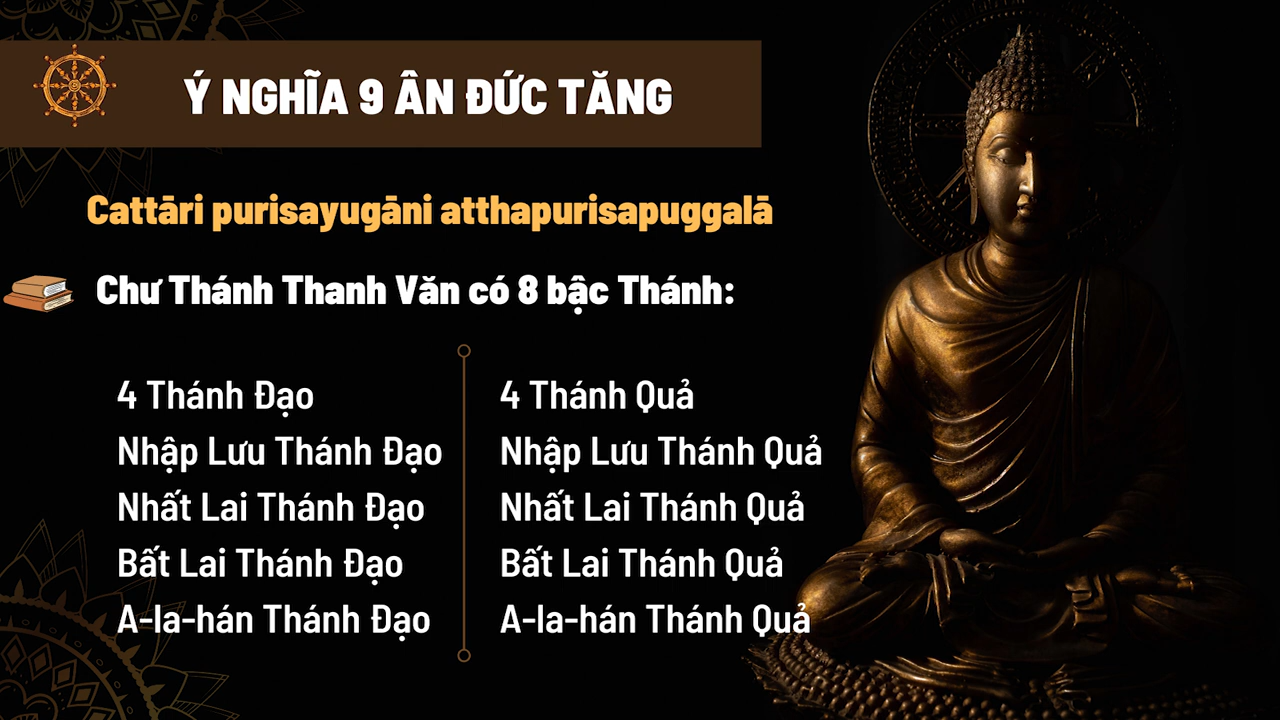 Ý NGHĨA 9 ÂN ĐỨC TĂNG
Cattāri purisayugāni atthapurisapuggalā
Chư Thánh Thanh Văn có 8 bậc Thánh:
4 Thánh Đạo
Nhập Lưu Thánh Đạo
Nhất Lai Thánh Đạo
Bất Lai Thánh Đạo
A-la-hán Thánh Đạo
4 Thánh Quả
Nhập Lưu Thánh Quả
Nhất Lai Thánh Quả
Bất Lai Thánh Quả
A-la-hán Thánh Quả